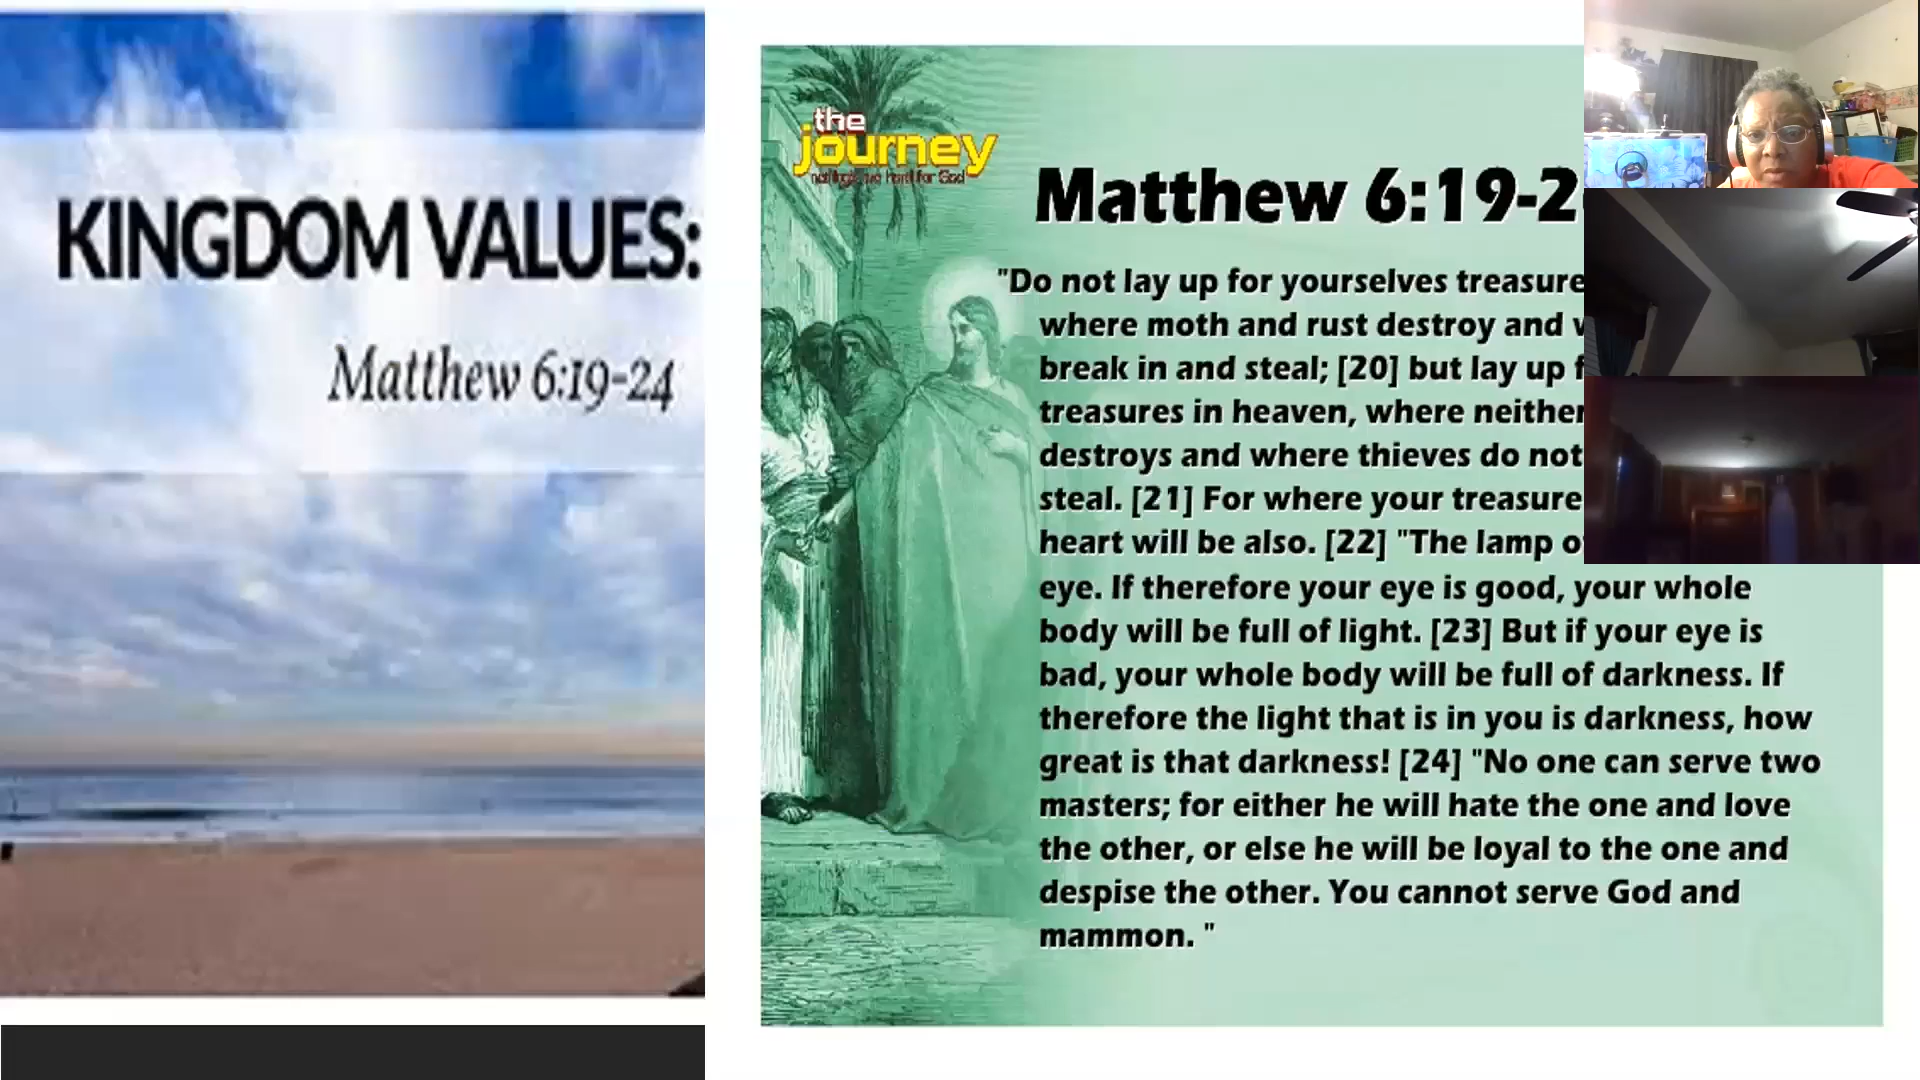 KINGDOM VALUES:
Matthew 6:19-24
the
journey
nothing's too hard for God
Matthew 6:19-2
"Do not lay up for yourselves treasure
where moth and rust destroy and
break in and steal; [20] but lay up
treasures in heaven, where neither
destroys and where thieves do not
steal. [21] For where your treasure
heart will be also. [22] "The lamp
eye. If therefore your eye is good, your whole
body will be full of light. [23] But if your eye is
bad, your whole body will be full of darkness. If
therefore the light that is in you is darkness, how
great is that darkness! [24] "No one can serve two
masters; for either he will hate the one and love
the other, or else he will be loyal to the one and
despise the other. You cannot serve God and
mammon. "